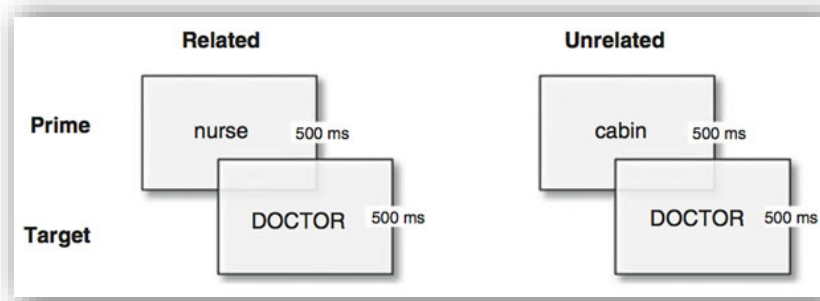 Related Unrelated
Prime nurse 500 ms cabin 500 ms
Target DOCTOR 500 ms DOCTOR 500 ms